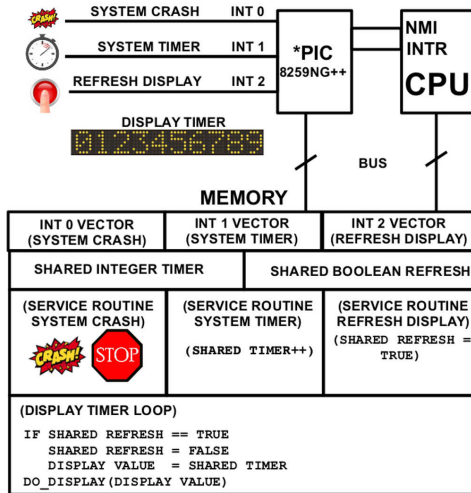 SYSTEM CRASH INT 0
CRASH!
SYSTEM TIMER INT 1
REFRESH DISPLAY INT 2
*PIC
8259NG++
NMI
INTR
CPU
DISPLAY TIMER
0123456789
BUS
MEMORY
INT 0 VECTOR
(SYSTEM CRASH)
INT 1 VECTOR
(SYSTEM TIMER)
INT 2 VECTOR
(REFRESH DISPLAY)
SHARED INTEGER TIMER
SHARED BOOLEAN REFRESH
(SERVICE ROUTINE
SYSTEM CRASH)
CRASH!
STOP
(SERVICE ROUTINE
SYSTEM TIMER)
(SHARED TIMER++)
(SERVICE ROUTINE
REFRESH DISPLAY)
(SHARED REFRESH =
TRUE)
(DISPLAY TIMER LOOP)
IF SHARED REFRESH == TRUE
SHARED REFRESH = FALSE
DISPLAY VALUE = SHARED TIMER
DO_DISPLAY(DISPLAY VALUE)